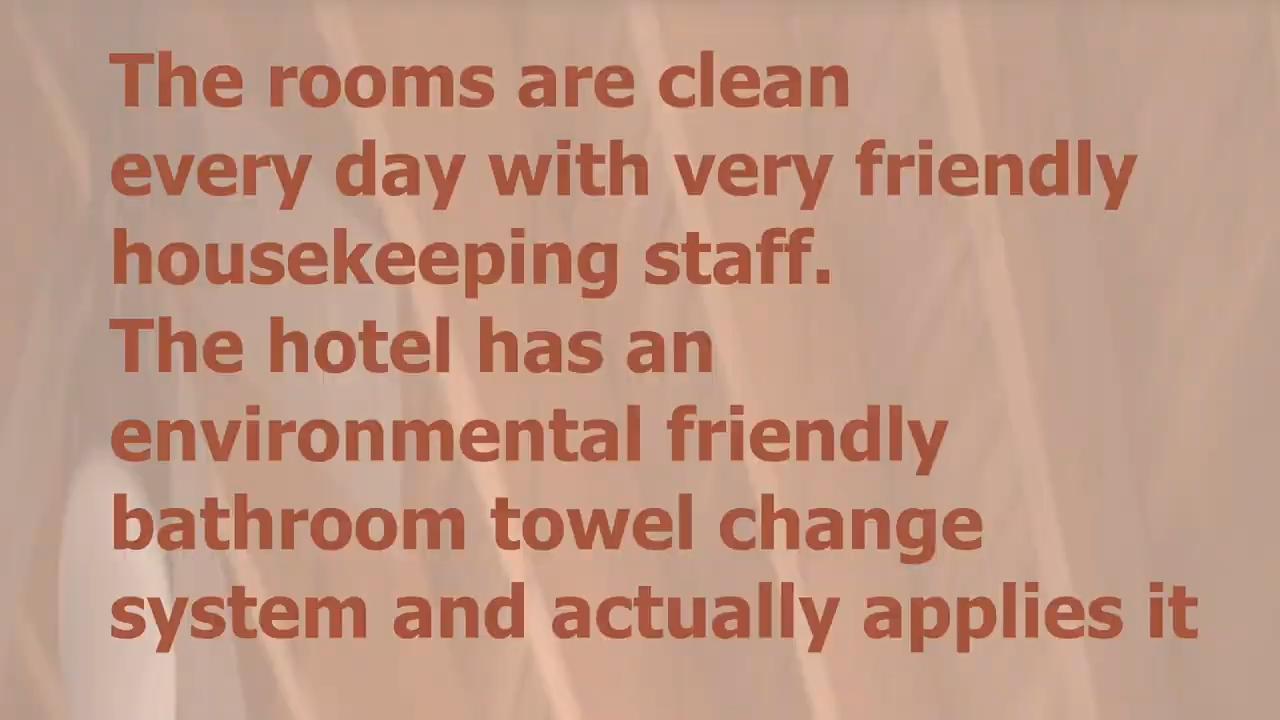 The rooms are clean
every day with very friendly
housekeeping staff.
The hotel has an
environmental friendly
bathroom towel change
system and actually applies it